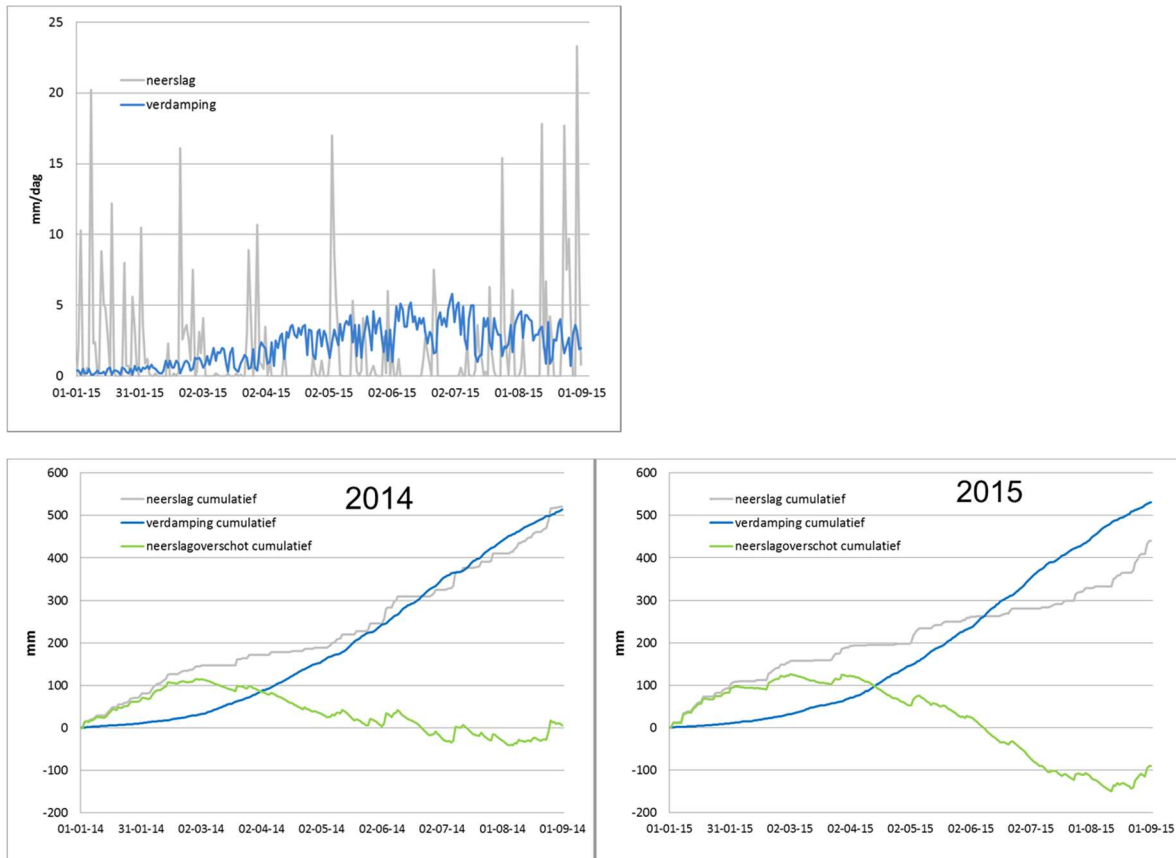 25
20
15
10
5
0
mm/dag
neerslag
verdamping
01-01-15 31-01-15 02-03-15 02-04-15 02-05-15 02-06-15 02-07-15 01-08-15 01-09-15
600
500
400
300
200
100
0
-100
-200
mm
2014
neerslag cumulatief
verdamping cumulatief
neerslagoverschot cumulatief
01-01-14 31-01-14 02-03-14 02-04-14 02-05-14 02-06-14 02-07-14 01-08-14 01-09-14
600
500
400
300
200
100
0
-100
-200
mm
2015
neerslag cumulatief
verdamping cumulatief
neerslagoverschot cumulatief
01-01-15 31-01-15 02-03-15 02-04-15 02-05-15 02-06-15 02-07-15 01-08-15 01-09-15